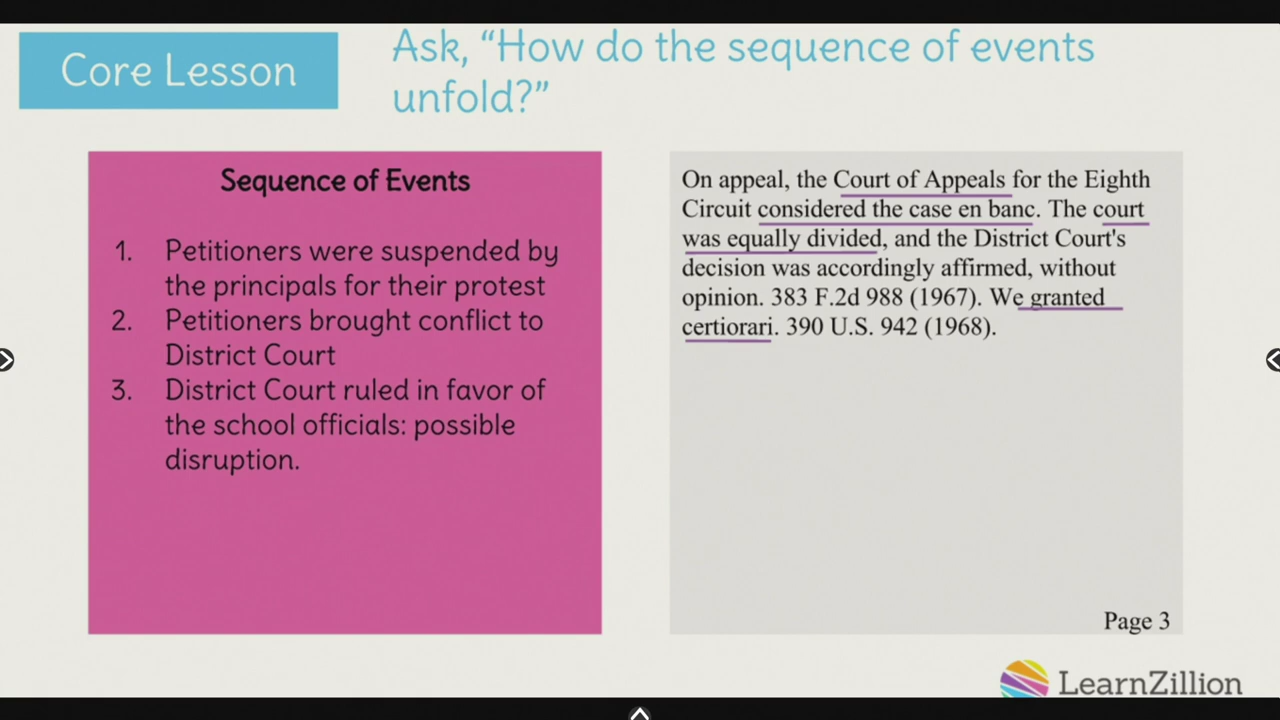 Core Lesson
Ask, “How do the sequence of events
unfold?”
Sequence of Events
1. Petitioners were suspended by
the principals for their protest
2. Petitioners brought conflict to
District Court
3. District Court ruled in favor of
the school officials: possible
disruption.
On appeal, the Court of Appeals for the Eighth
Circuit considered the case en banc. The court
was equally divided, and the District Court's
decision was accordingly affirmed, without
opinion. 383 F.2d 988 (1967). We granted
certiorari. 390 U.S. 942 (1968).
Page 3
LearnZillion